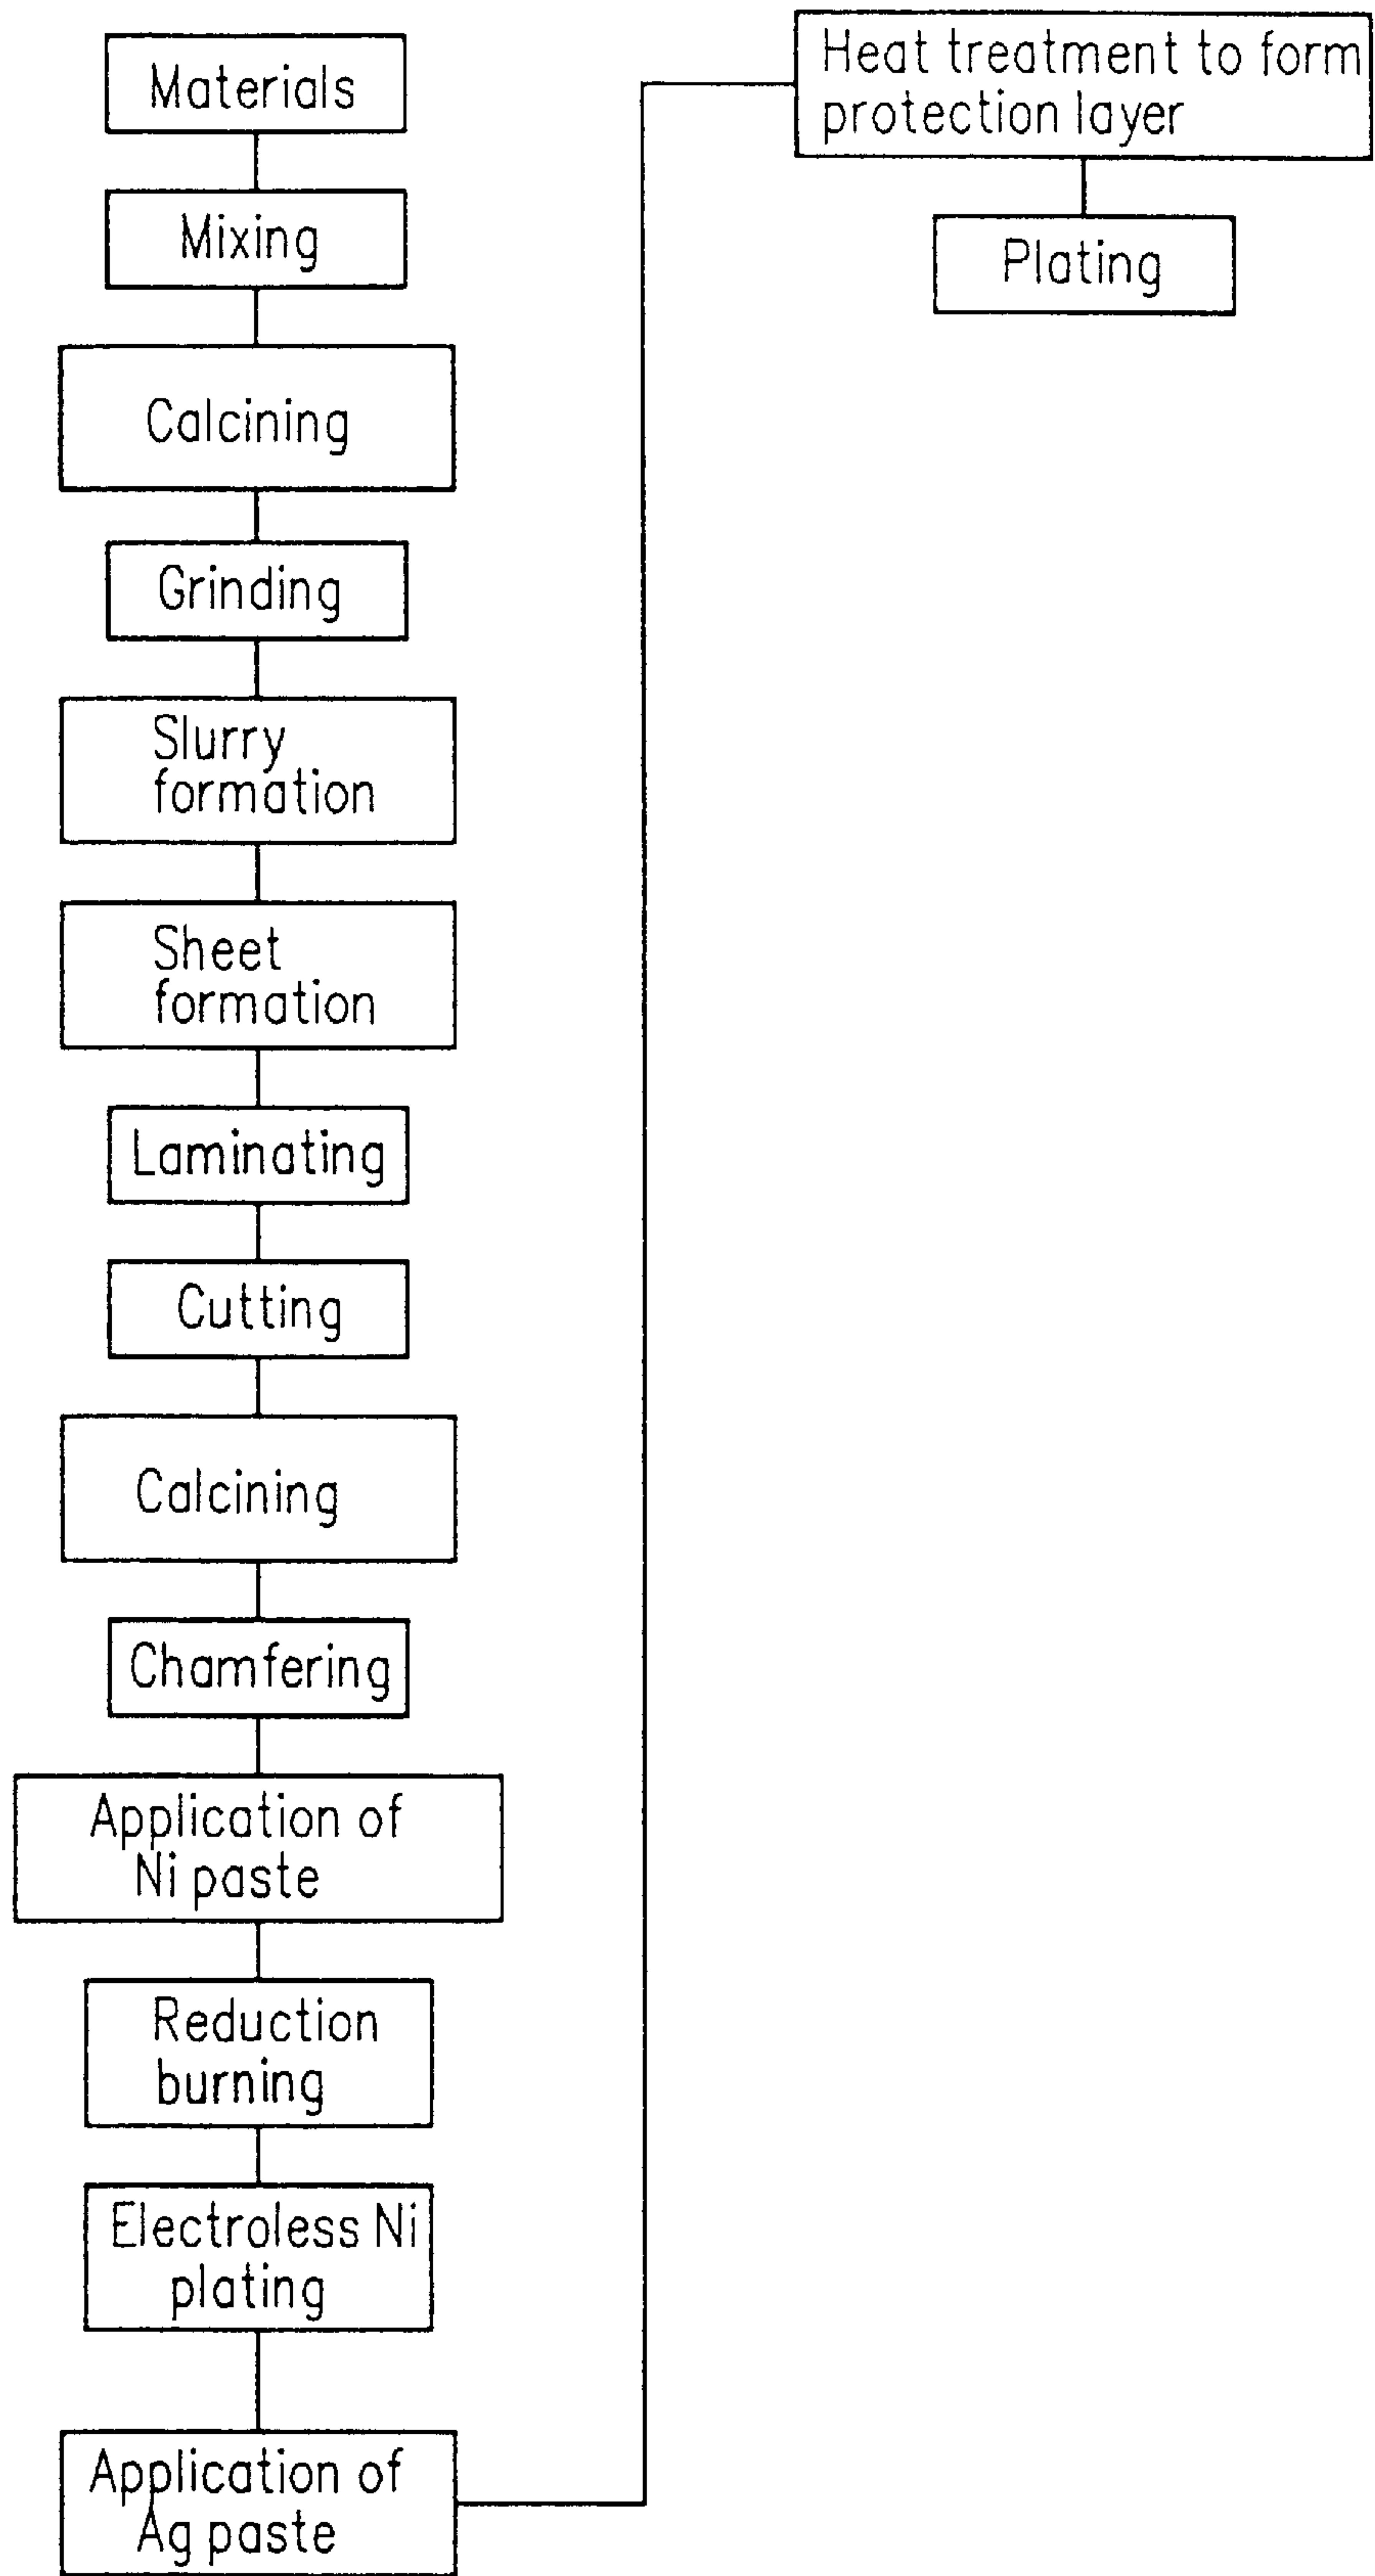 Materials
Mixing
Calcining
Grinding
Slurry
formation
Sheet
formation
Laminating
Cutting
Calcining
Chamfering
Application of
Ni paste
Reduction
burning
Electroless Ni
plating
Application of
Ag paste
Heat treatment to form
protection layer
Plating